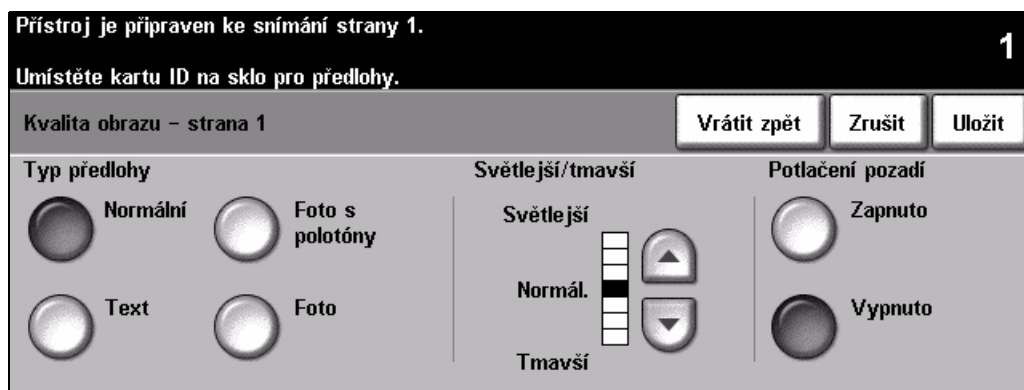 Přístroj je připraven ke snímání strany 1.
1
Umístěte kartu ID na sklo pro předlohy.
Kvalita obrazu – strana 1
Vrátit zpět
Zrušit
Uložit
Typ předlohy
Normální
Foto s
polotóny
Text
Foto
Světlejší/tmavší
Světlejší
Normál.
Tmavší
Potlačení pozadí
Zapnuto
Vypnuto